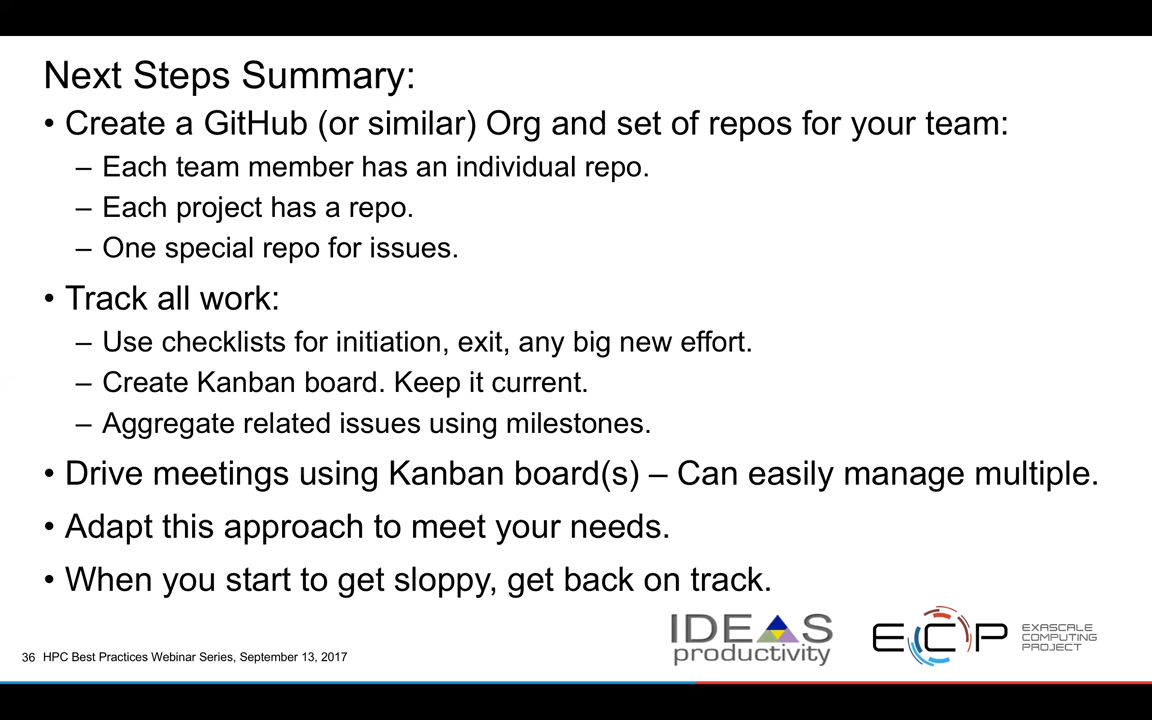 Next Steps Summary:
• Create a GitHub (or similar) Org and set of repos for your team:
– Each team member has an individual repo.
– Each project has a repo.
– One special repo for issues.
• Track all work:
– Use checklists for initiation, exit, any big new effort.
– Create Kanban board. Keep it current.
– Aggregate related issues using milestones.
• Drive meetings using Kanban board(s) – Can easily manage multiple.
• Adapt this approach to meet your needs.
• When you start to get sloppy, get back on track.
IDEAS
productivity
ECP
EXASCALE
COMPUTING
PROJECT
36 HPC Best Practices Webinar Series, September 13, 2017